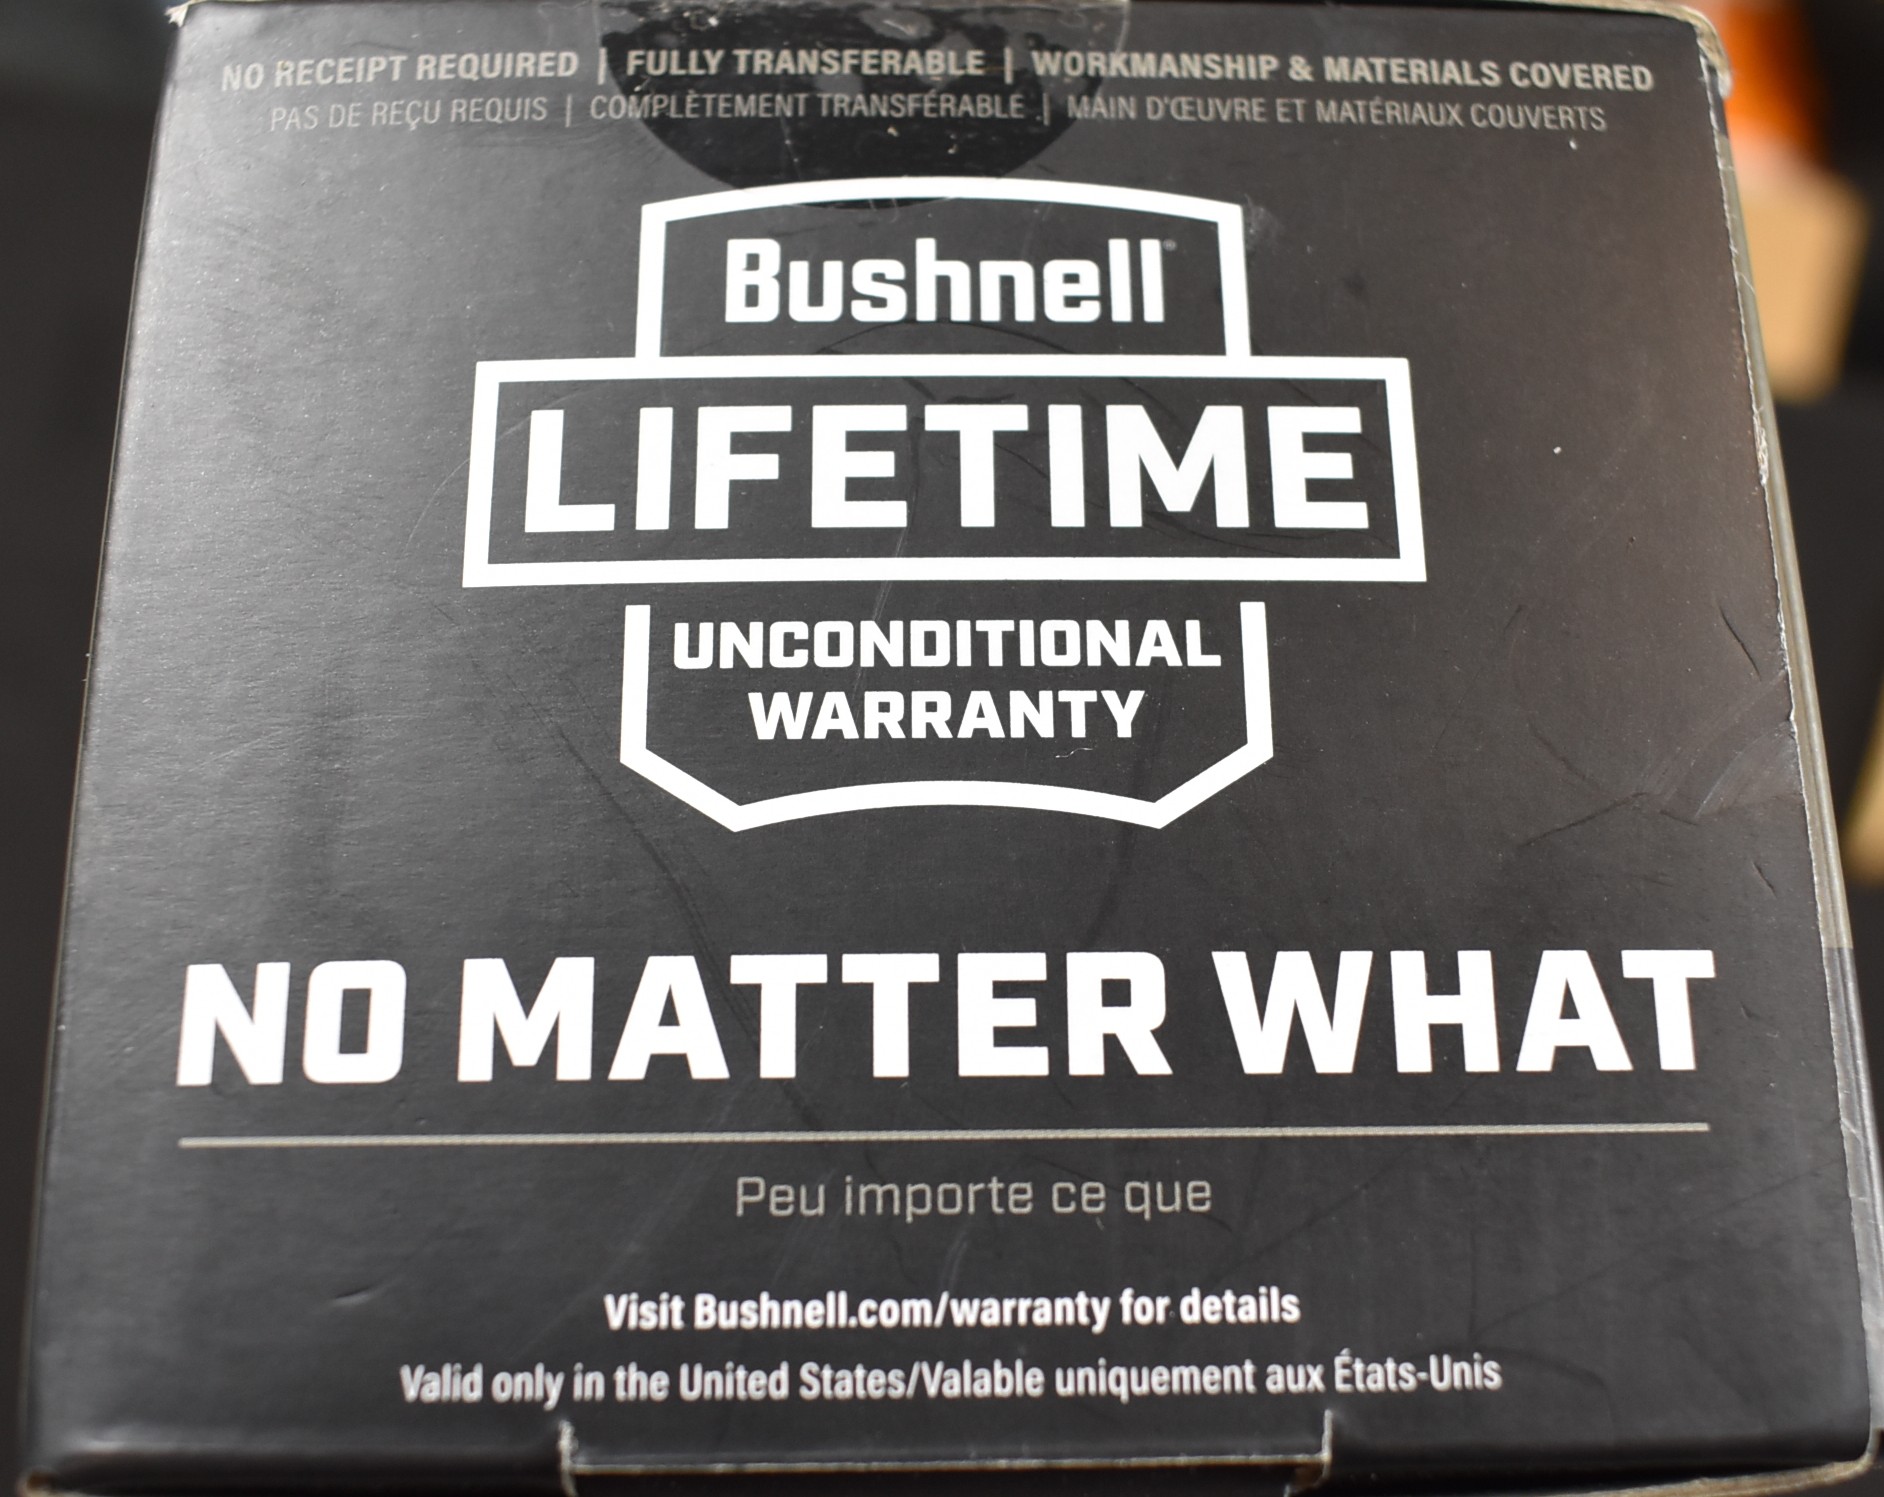 NO RECEIPT REQUIRED | FULLY TRANSFERABLE | WORKMANSHIP & MATERIALS COVERED
PAS DE REÇU REQUIS | COMPLÈTEMENT TRANSFÉRABLE | MAIN D'ŒUVRE ET MATÉRIAUX COUVERTS
Bushnell®
LIFETIME
UNCONDITIONAL
WARRANTY
NO MATTER WHAT
Peu importe ce que
Visit Bushnell.com/warranty for details
Valid only in the United States/Valable uniquement aux États-Unis